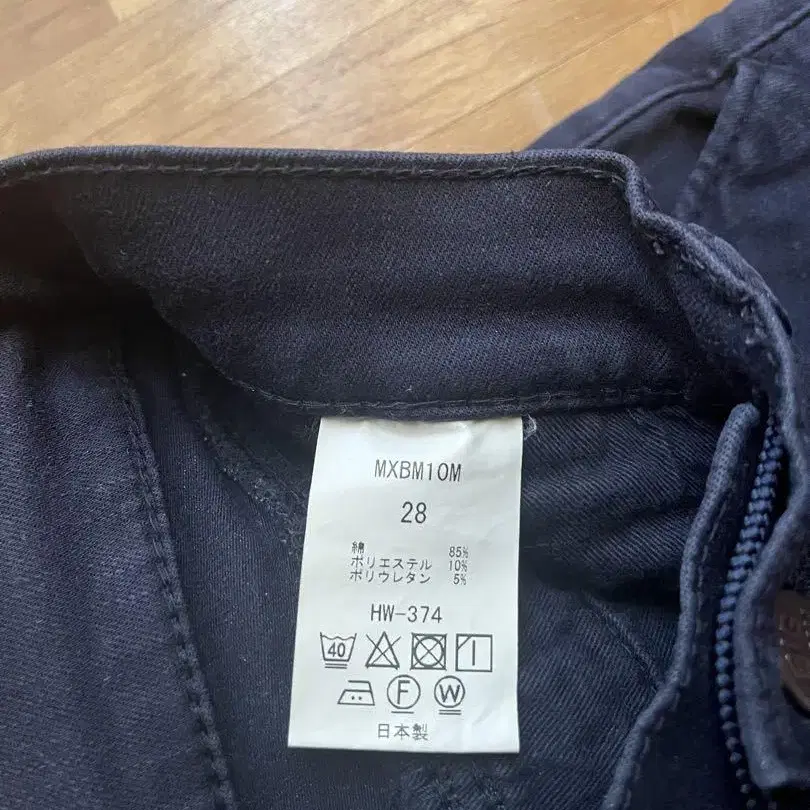 MXBM10M
28
綿 85%
ポリエステル 10%
ポリウレタン 5%
HW-374
40
F W
日本製